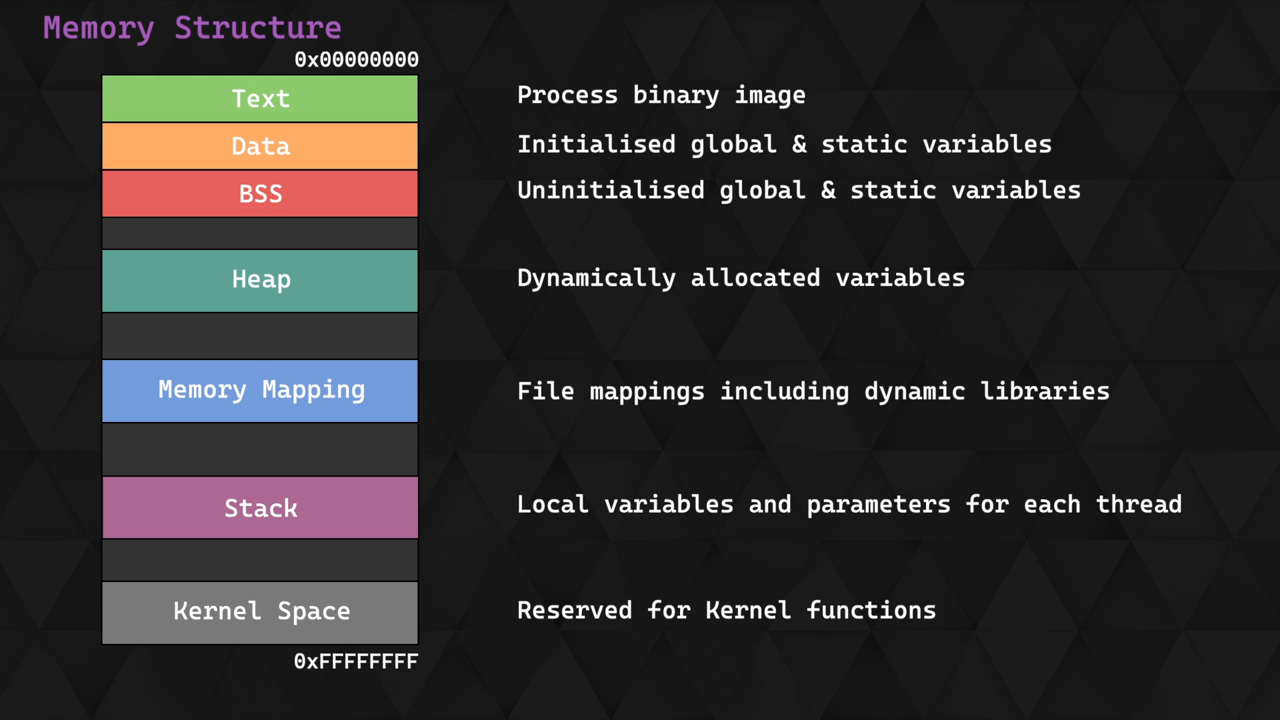 Memory Structure
0x00000000
Text
Process binary image
Data
Initialised global & static variables
BSS
Uninitialised global & static variables
Heap
Dynamically allocated variables
Memory Mapping
File mappings including dynamic libraries
Stack
Local variables and parameters for each thread
Kernel Space
Reserved for Kernel functions
0xFFFFFFFF